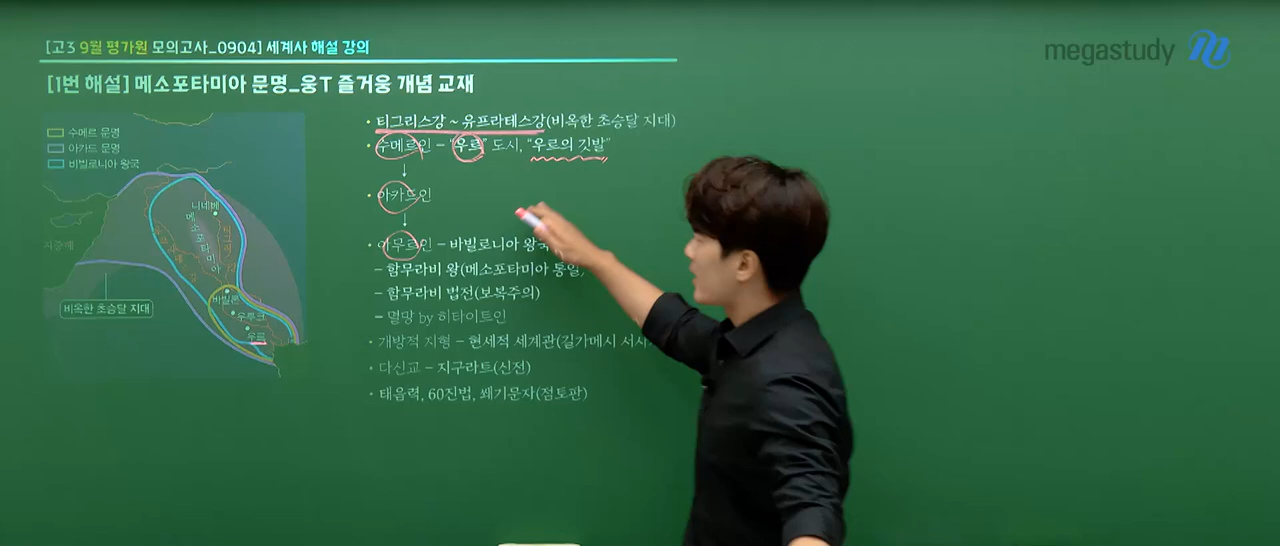 [고3 9월 평가원 모의고사_0904] 세계사 해설 강의
megastudy
[1번 해설] 메소포타미아 문명_웅T 즐거웅 개념 교재
수메르 문명
아카드 문명
바빌로니아 왕국
니네베
메소포타미아
지중해
바빌론
우루크
우르
비옥한 초승달 지대
• 티그리스강 ~ 유프라테스강(비옥한 초승달 지대)
• 수메르인 – "우르" 도시, "우르의 깃발"
↓
• 아카드인
↓
• 아무르인 – 바빌로니아 왕국
– 함무라비 왕(메소포타미아 통일)
– 함무라비 법전(보복주의)
– 멸망 by 히타이트인
• 개방적 지형 – 현세적 세계관(길가메시 서사
• 다신교 – 지구라트(신전)
• 태음력, 60진법, 쐐기문자(점토판)